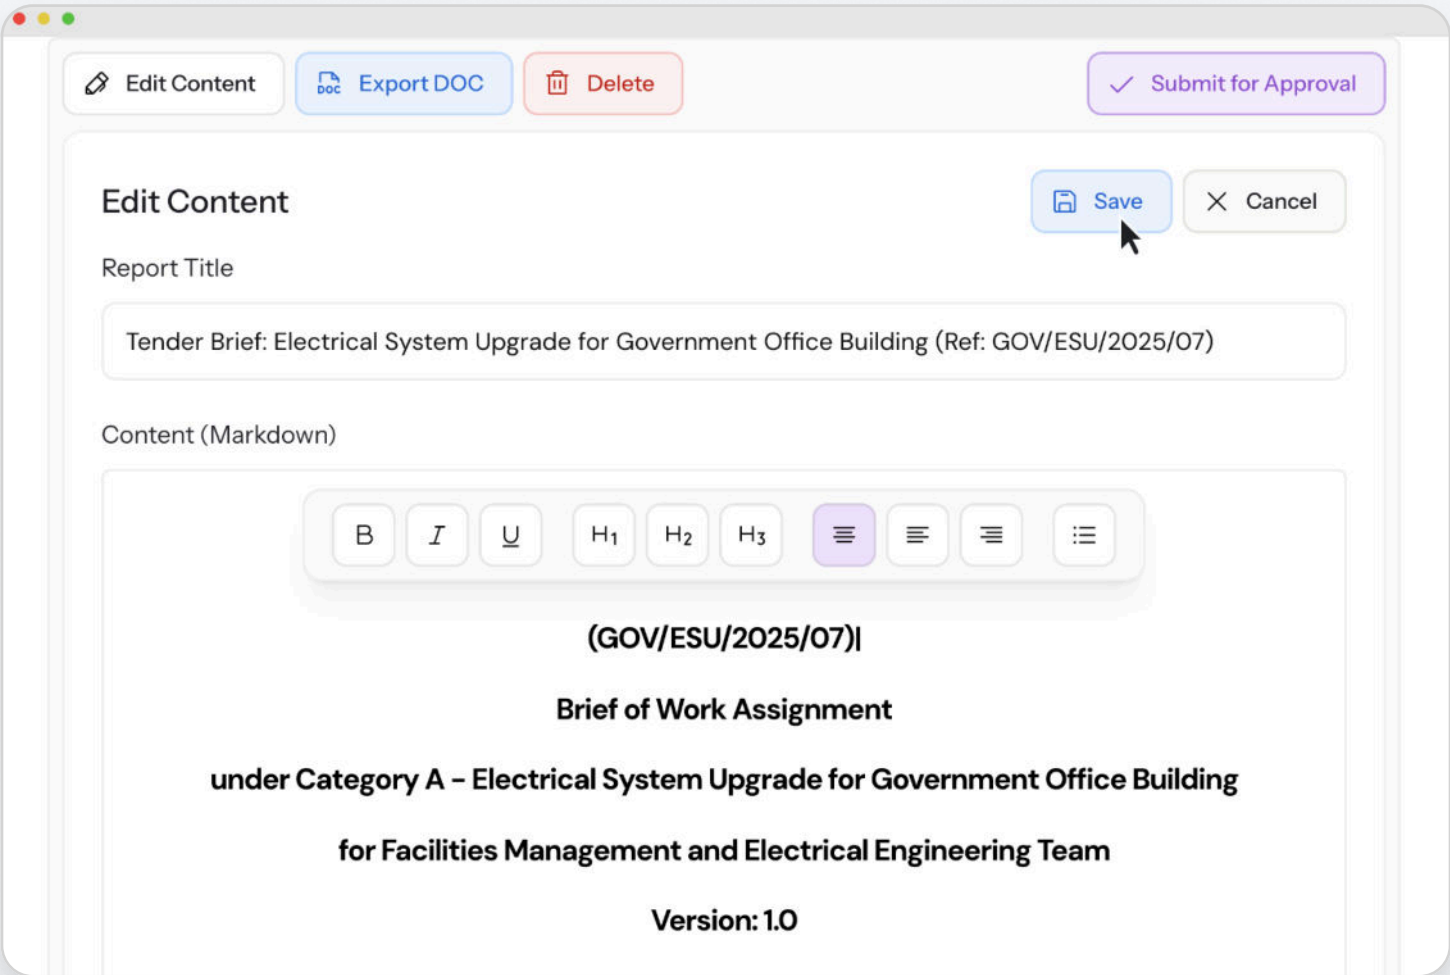 Edit Content
DOC Export DOC
Delete
Submit for Approval
Edit Content
Save
Cancel
Report Title
Tender Brief: Electrical System Upgrade for Government Office Building (Ref: GOV/ESU/2025/07)
Content (Markdown)
B I U H1 H2 H3
(GOV/ESU/2025/07)
Brief of Work Assignment
under Category A – Electrical System Upgrade for Government Office Building
for Facilities Management and Electrical Engineering Team
Version: 1.0